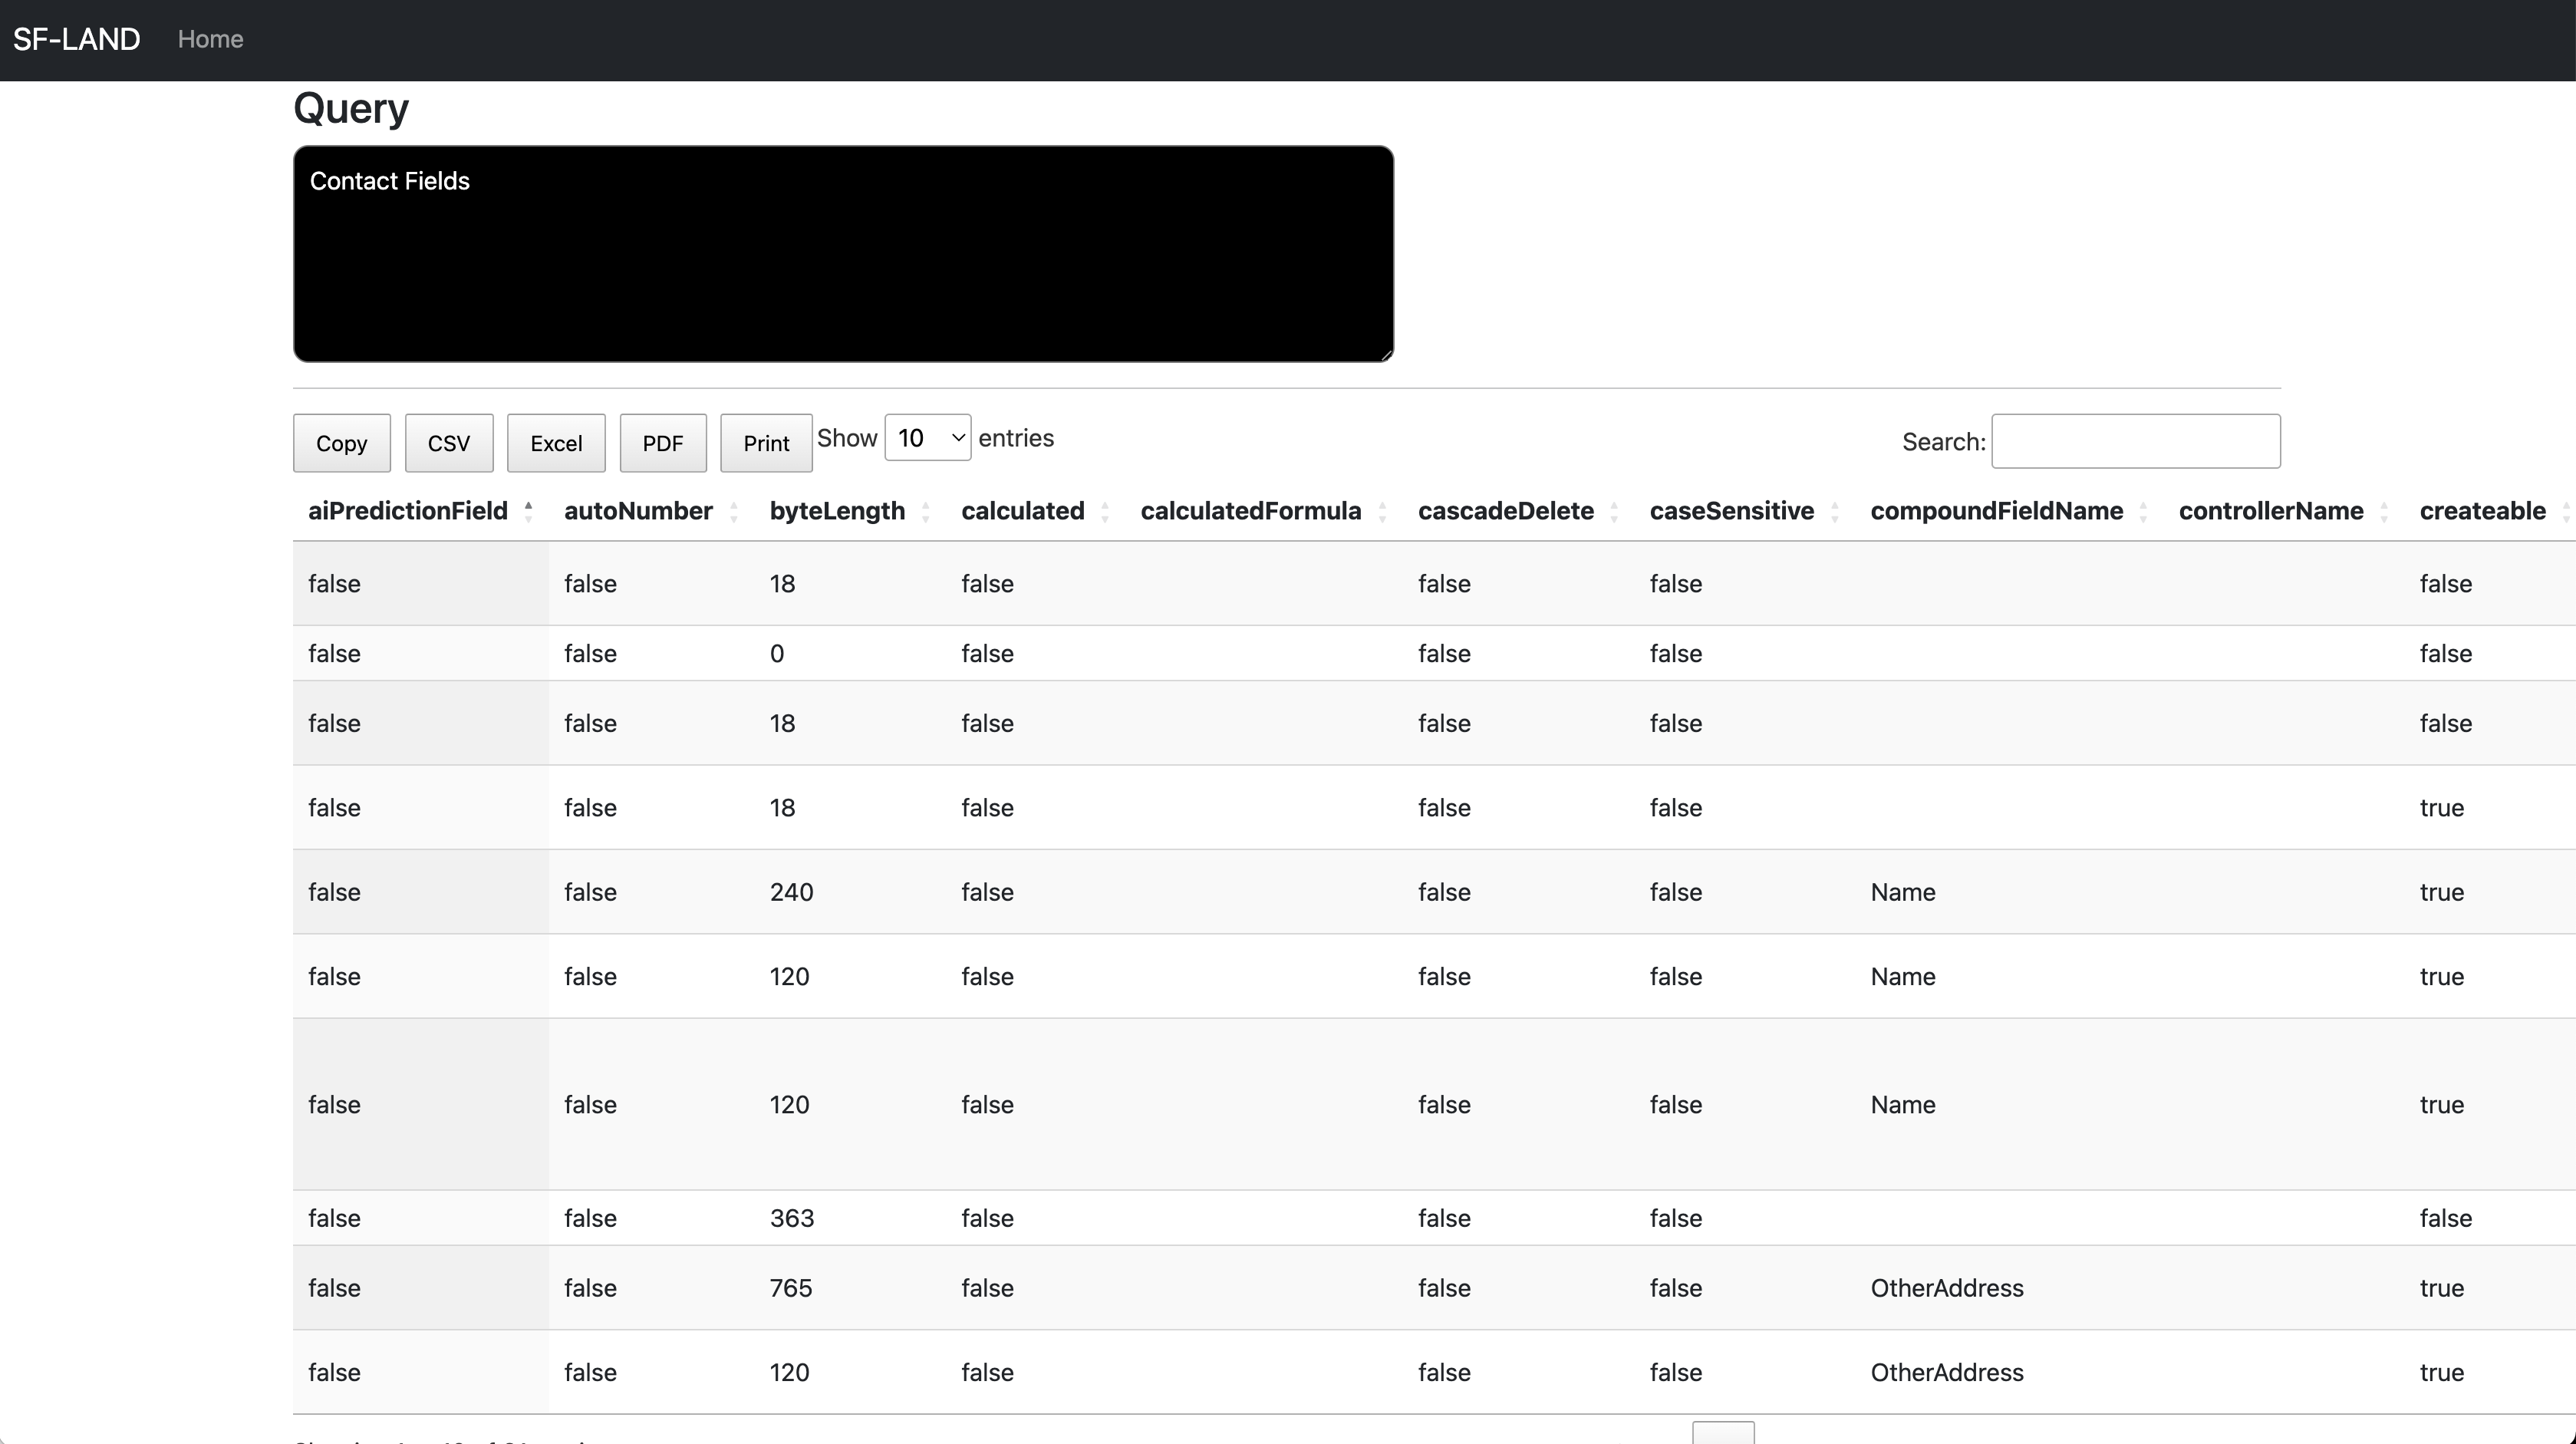 SF-LAND Home
Query
Contact Fields
Copy CSV Excel PDF Print Show 10 entries Search:
aiPredictionField autoNumber byteLength calculated calculatedFormula cascadeDelete caseSensitive compoundFieldName controllerName createable
false false 18 false false false false
false false 0 false false false false
false false 18 false false false false
false false 18 false false false true
false false 240 false false false Name true
false false 120 false false false Name true
false false 120 false false false Name true
false false 363 false false false false
false false 765 false false false OtherAddress true
false false 120 false false false OtherAddress true